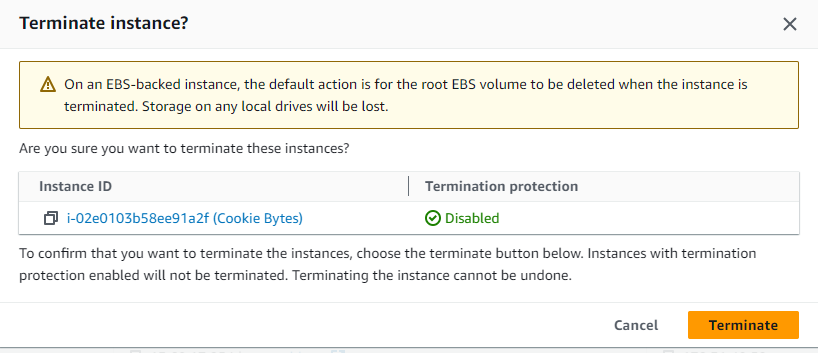 Terminate instance?
On an EBS-backed instance, the default action is for the root EBS volume to be deleted when the instance is
terminated. Storage on any local drives will be lost.
Are you sure you want to terminate these instances?
Instance ID
Termination protection
i-02e0103b58ee91a2f (Cookie Bytes)
Disabled
To confirm that you want to terminate the instances, choose the terminate button below. Instances with termination
protection enabled will not be terminated. Terminating the instance cannot be undone.
Cancel
Terminate